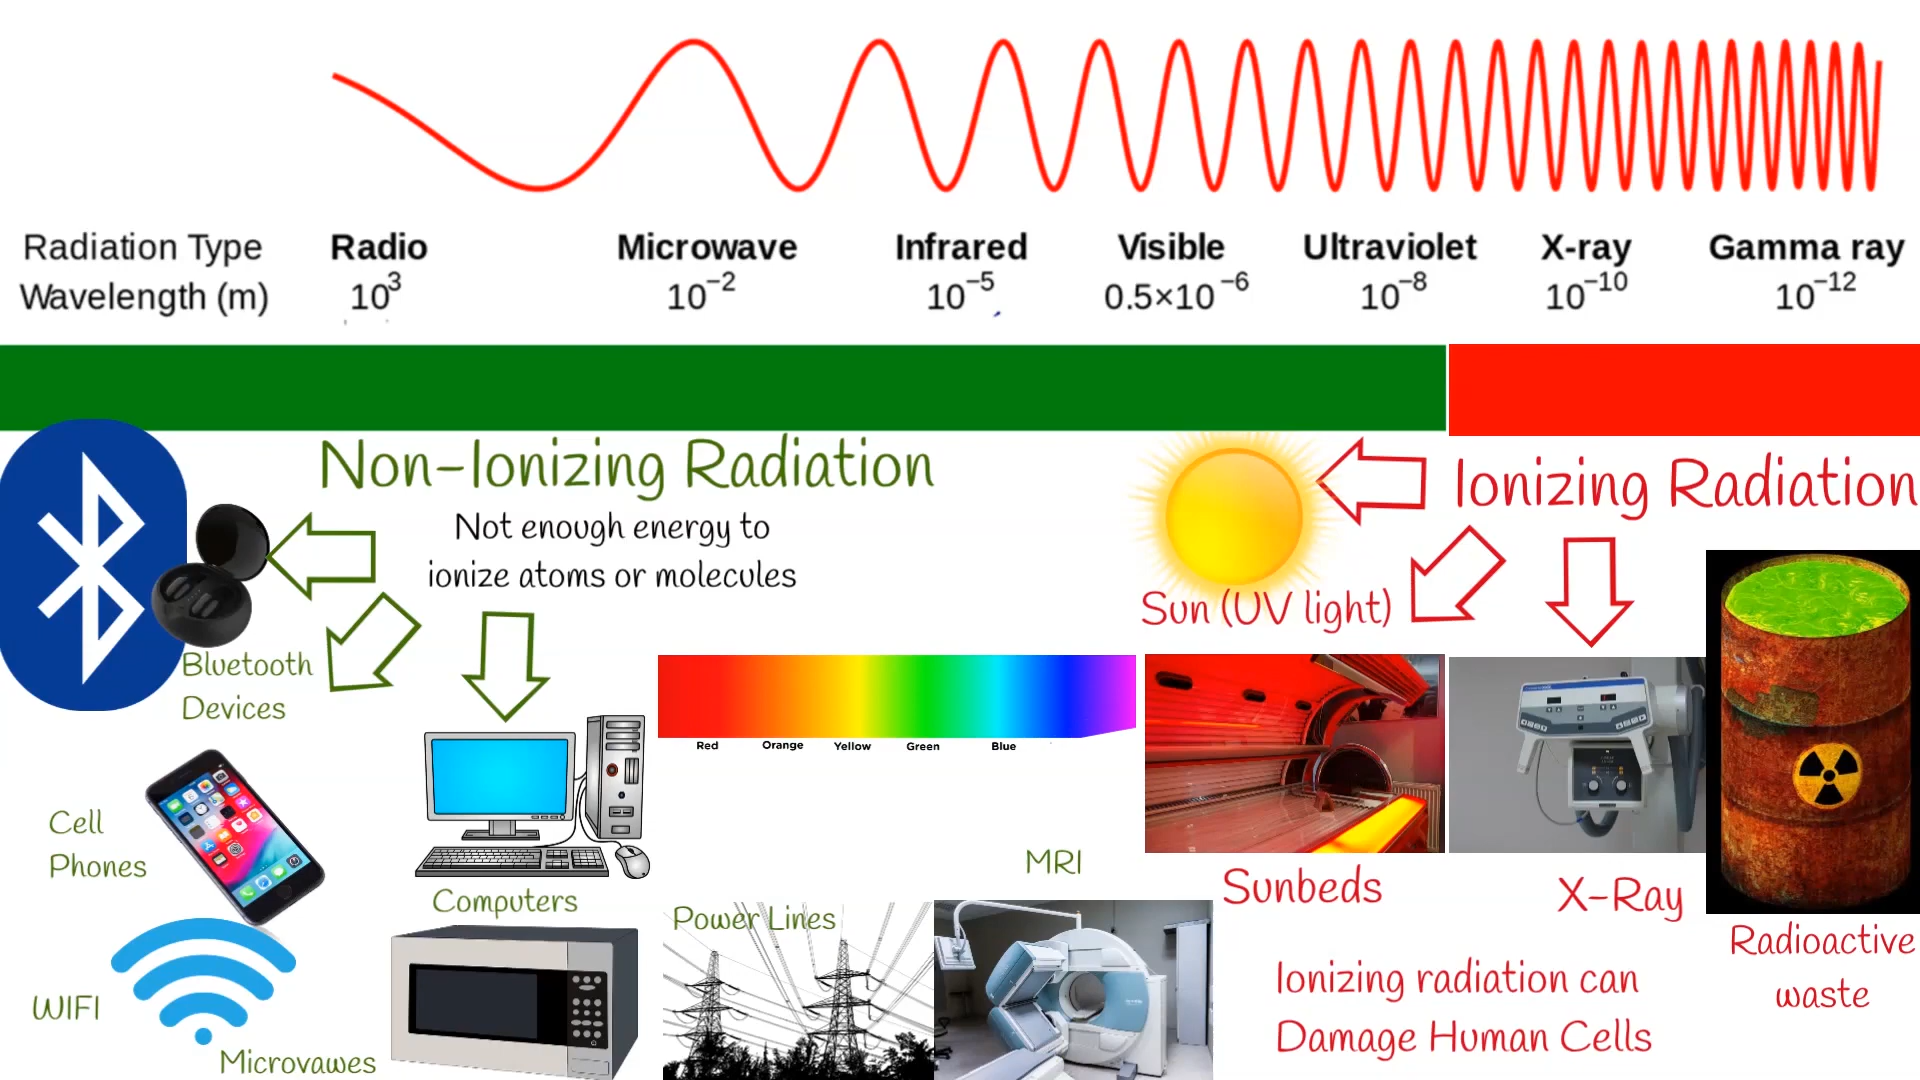 Radiation Type Radio Microwave Infrared Visible Ultraviolet X-ray Gamma ray
Wavelength (m) 10³ 10⁻² 10⁻⁵ 0.5×10⁻⁶ 10⁻⁸ 10⁻¹⁰ 10⁻¹²
Non-Ionizing Radiation
Not enough energy to
ionize atoms or molecules
Ionizing Radiation
Sun (UV light)
Bluetooth
Devices
Red Orange Yellow Green Blue
Cell
Phones
Computers
MRI
Power Lines
Sunbeds
X-Ray
Radioactive
waste
WIFI
Microvawes
Ionizing radiation can
Damage Human Cells